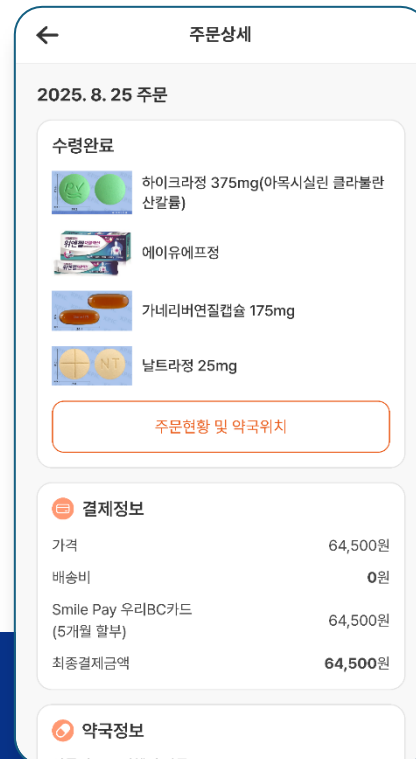 주문상세
2025. 8. 25 주문
수령완료
하이크라정 375mg(아목시실린 클라불란
산칼륨)
위엔젤
에이유에프정
가네리버연질캡슐 175mg
NT
날트라정 25mg
주문현황 및 약국위치
결제정보
가격 64,500원
배송비 0원
Smile Pay 우리BC카드
(5개월 할부) 64,500원
최종결제금액 64,500원
약국정보